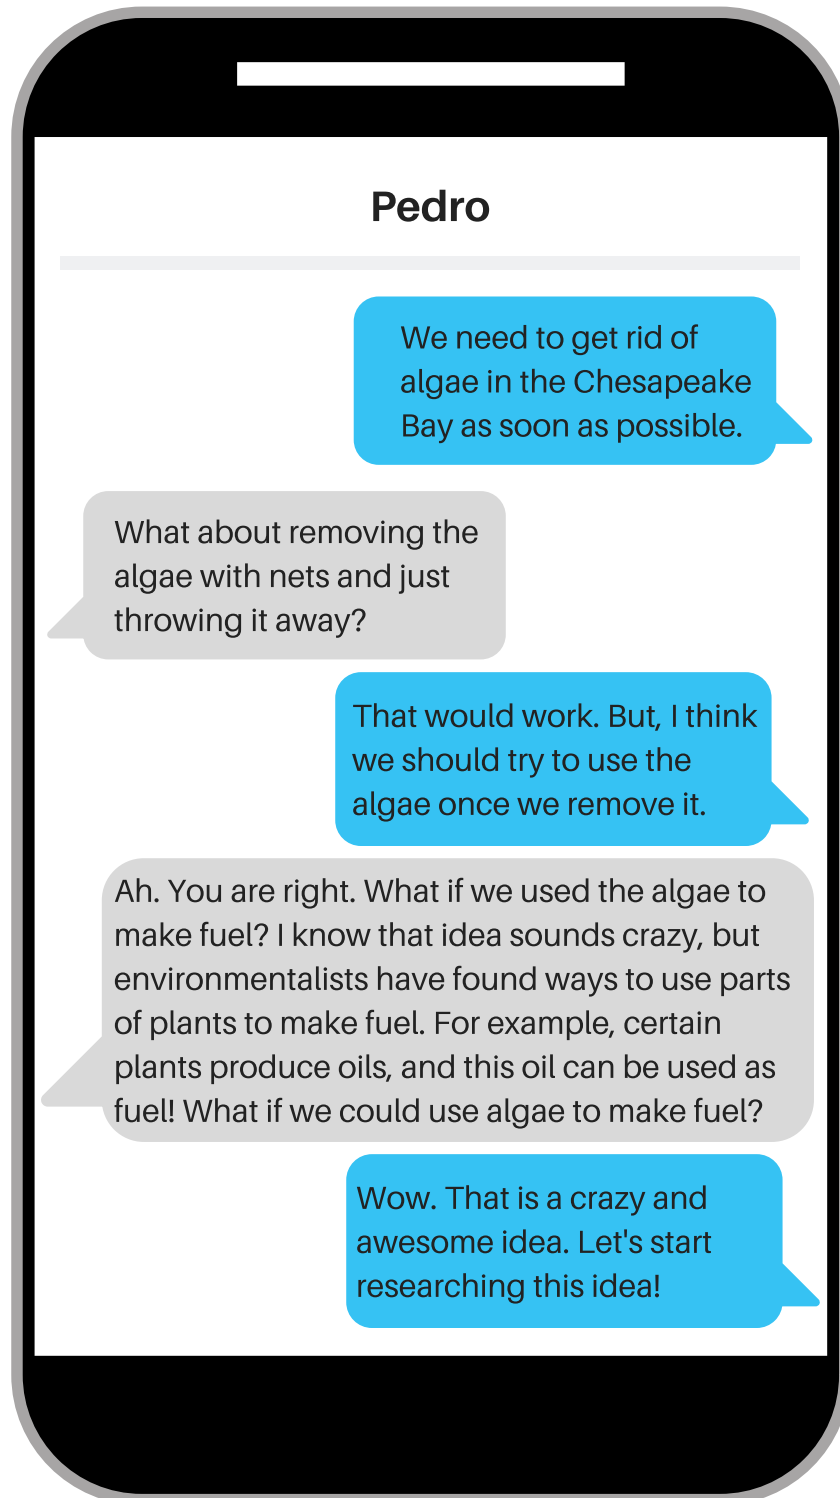 Pedro
We need to get rid of
algae in the Chesapeake
Bay as soon as possible.
What about removing the
algae with nets and just
throwing it away?
That would work. But, I think
we should try to use the
algae once we remove it.
Ah. You are right. What if we used the algae to
make fuel? I know that idea sounds crazy, but
environmentalists have found ways to use parts
of plants to make fuel. For example, certain
plants produce oils, and this oil can be used as
fuel! What if we could use algae to make fuel?
Wow. That is a crazy and
awesome idea. Let's start
researching this idea!